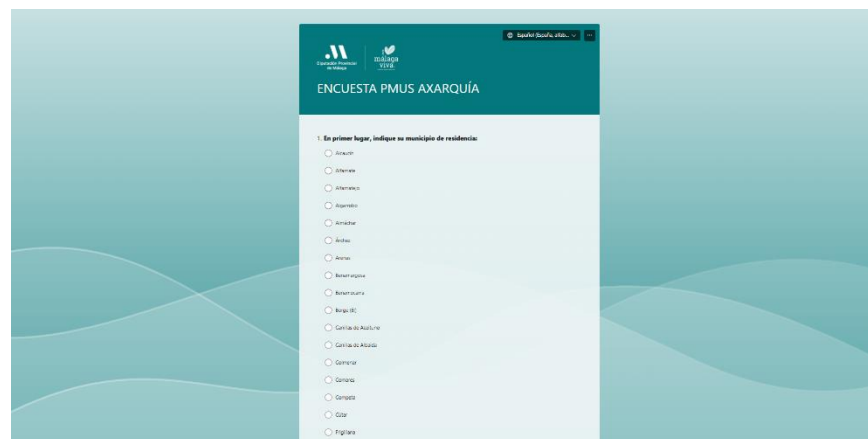 Español (España, alfab...
Diputación Provincial
de Málaga
málaga
viva
ENCUESTA PMUS AXARQUÍA
1. En primer lugar, indique su municipio de residencia:
Alcaucín
Alfarnate
Alfarnatejo
Algarrobo
Almáchar
Árchez
Arenas
Benamargosa
Benamocarra
Borge (El)
Canillas de Aceituno
Canillas de Albaida
Colmenar
Comares
Cómpeta
Cútar
Frigiliana